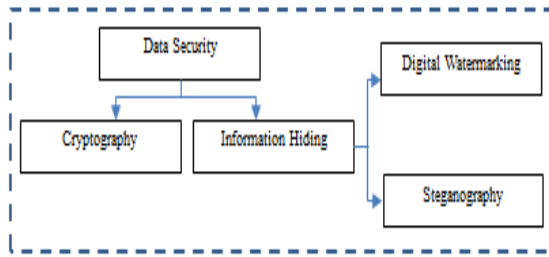 Data Security
Digital Watermarking
Cryptography
Information Hiding
Steganography